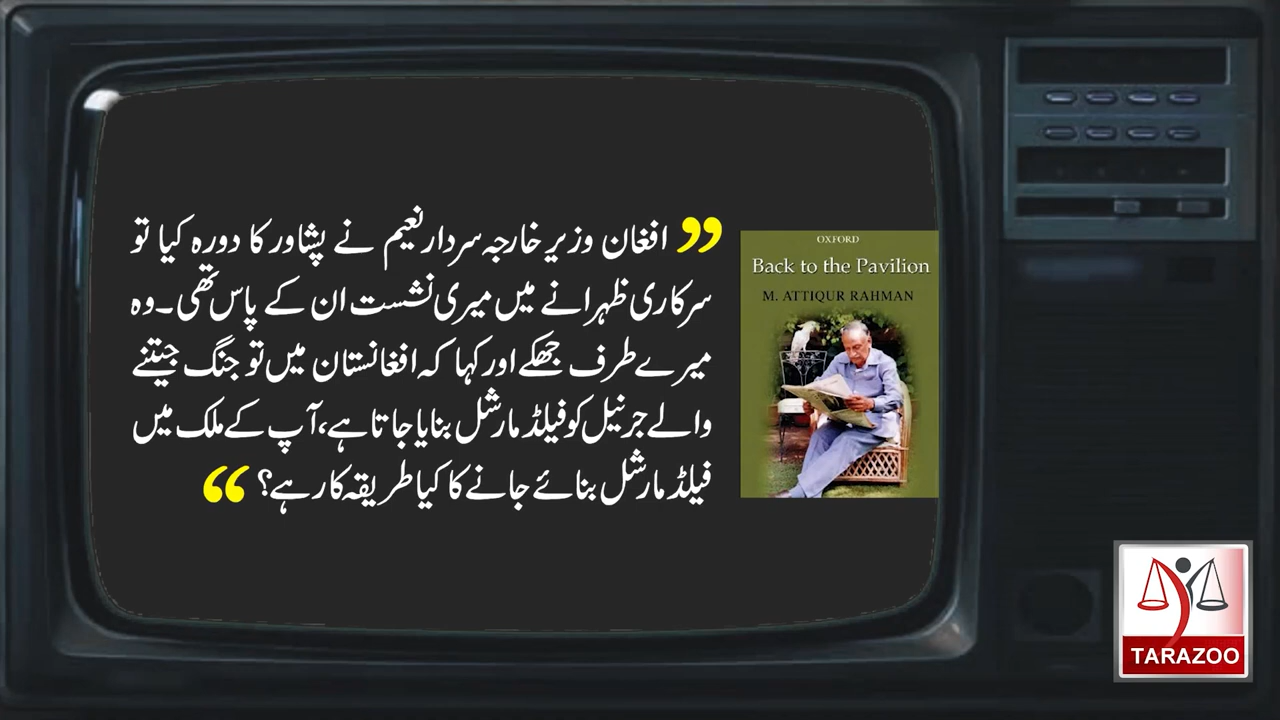 ”افغان وزیر خارجہ سردار نعیم نے پشاور کا دورہ کیا تو
سرکاری ظہرانے میں میری نشست ان کے پاس تھی۔ وہ
میرے طرف جھکے اور کہا کہ افغانستان میں تو جنگ جیتنے
والے جرنیل کو فیلڈ مارشل بنایا جاتا ہے، آپ کے ملک میں
فیلڈ مارشل بنائے جانے کا کیا طریقہ کار ہے؟“
OXFORD
Back to the Pavilion
M. ATTIQUR RAHMAN
TARAZOO